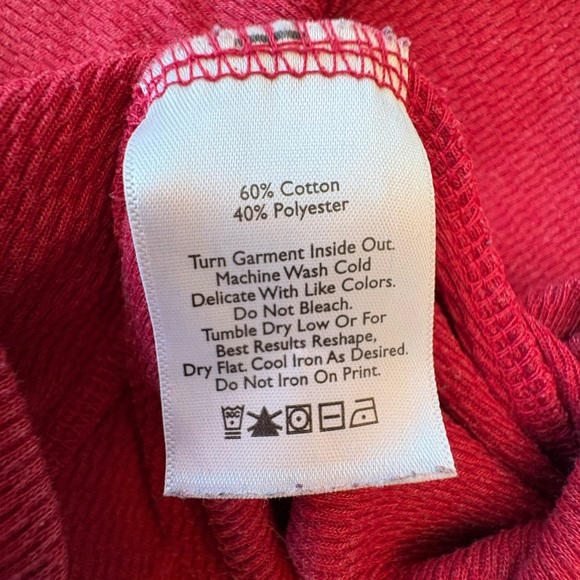 60% Cotton
40% Polyester
Turn Garment Inside Out.
Machine Wash Cold
Delicate With Like Colors.
Do Not Bleach.
Tumble Dry Low Or For
Best Results Reshape,
Dry Flat. Cool Iron As Desired.
Do Not Iron On Print.
30C